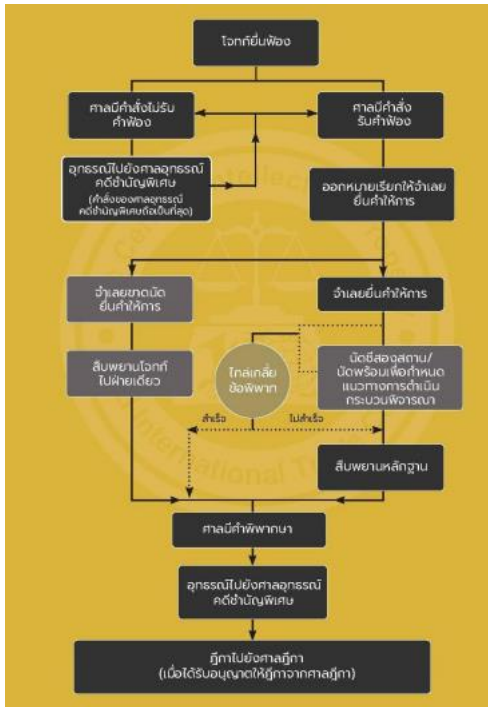 โจทก์ยื่นฟ้อง
ศาลมีคำสั่งไม่รับ
คำฟ้อง
ศาลมีคำสั่ง
รับคำฟ้อง
อุทธรณ์ไปยังศาลอุทธรณ์
คดีชำนัญพิเศษ
(คำสั่งของศาลอุทธรณ์
คดีชำนัญพิเศษถือเป็นที่สุด)
ออกหมายเรียกให้จำเลย
ยื่นคำให้การ
จำเลยขาดนัด
ยื่นคำให้การ
จำเลยยื่นคำให้การ
สืบพยานโจทก์
ไปฝ่ายเดียว
ไกล่เกลี่ย
ข้อพิพาท
นัดชี้สองสถาน/
นัดพร้อมเพื่อกำหนด
แนวทางการดำเนิน
กระบวนพิจารณา
สำเร็จ
ไม่สำเร็จ
สืบพยานหลักฐาน
ศาลมีคำพิพากษา
อุทธรณ์ไปยังศาลอุทธรณ์
คดีชำนัญพิเศษ
ฎีกาไปยังศาลฎีกา
(เมื่อได้รับอนุญาตให้ฎีกาจากศาลฎีกา)